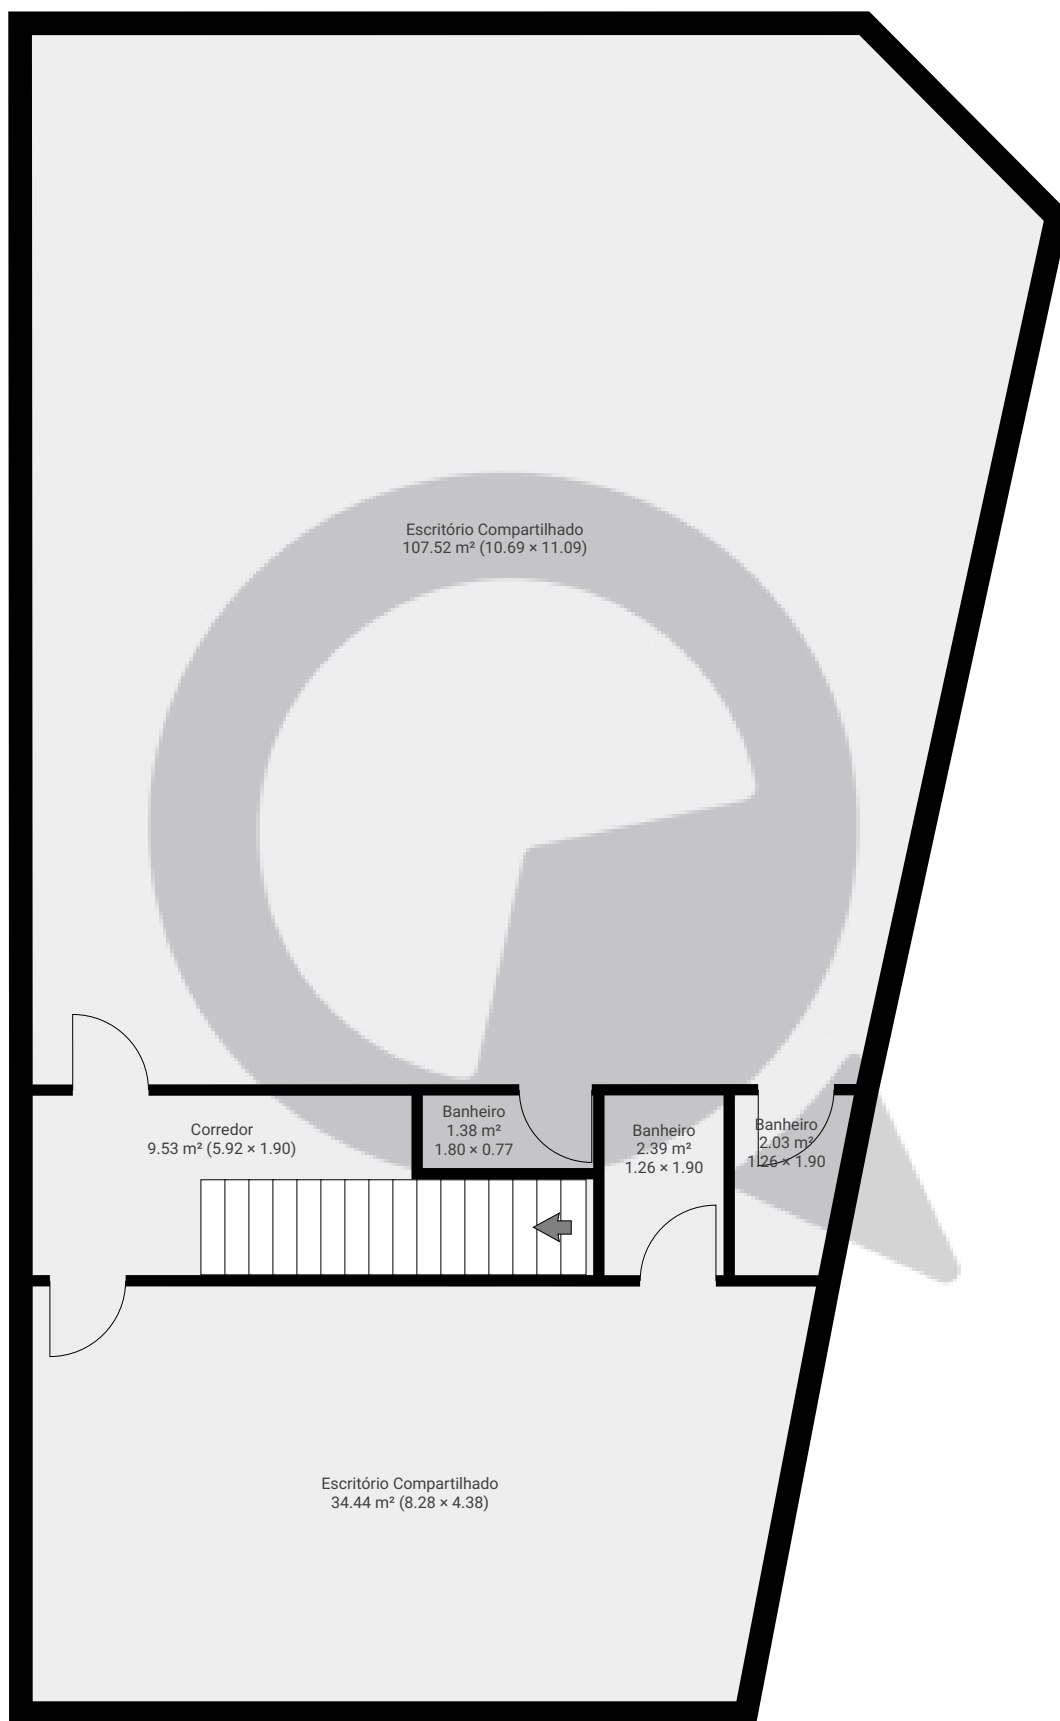 Escritório Compartilhado
107.52 m² (10.69 × 11.09)
Corredor
9.53 m² (5.92 × 1.90)
Banheiro
1.38 m²
1.80 × 0.77
Banheiro
2.39 m²
1.26 × 1.90
Banheiro
2.03 m²
1.26 × 1.90
Escritório Compartilhado
34.44 m² (8.28 × 4.38)